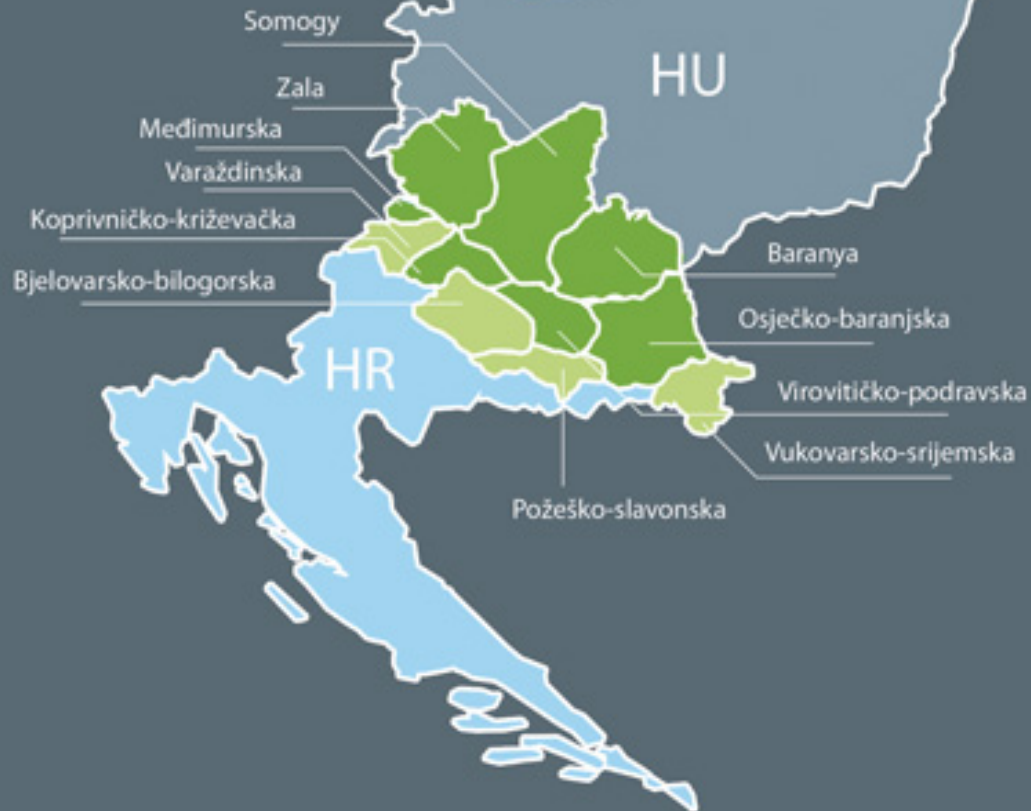 Somogy
HU
Zala
Međimurska
Varaždinska
Koprivničko-križevačka
Baranya
Bjelovarsko-bilogorska
Osječko-baranjska
HR
Virovitičko-podravska
Vukovarsko-srijemska
Požeško-slavonska